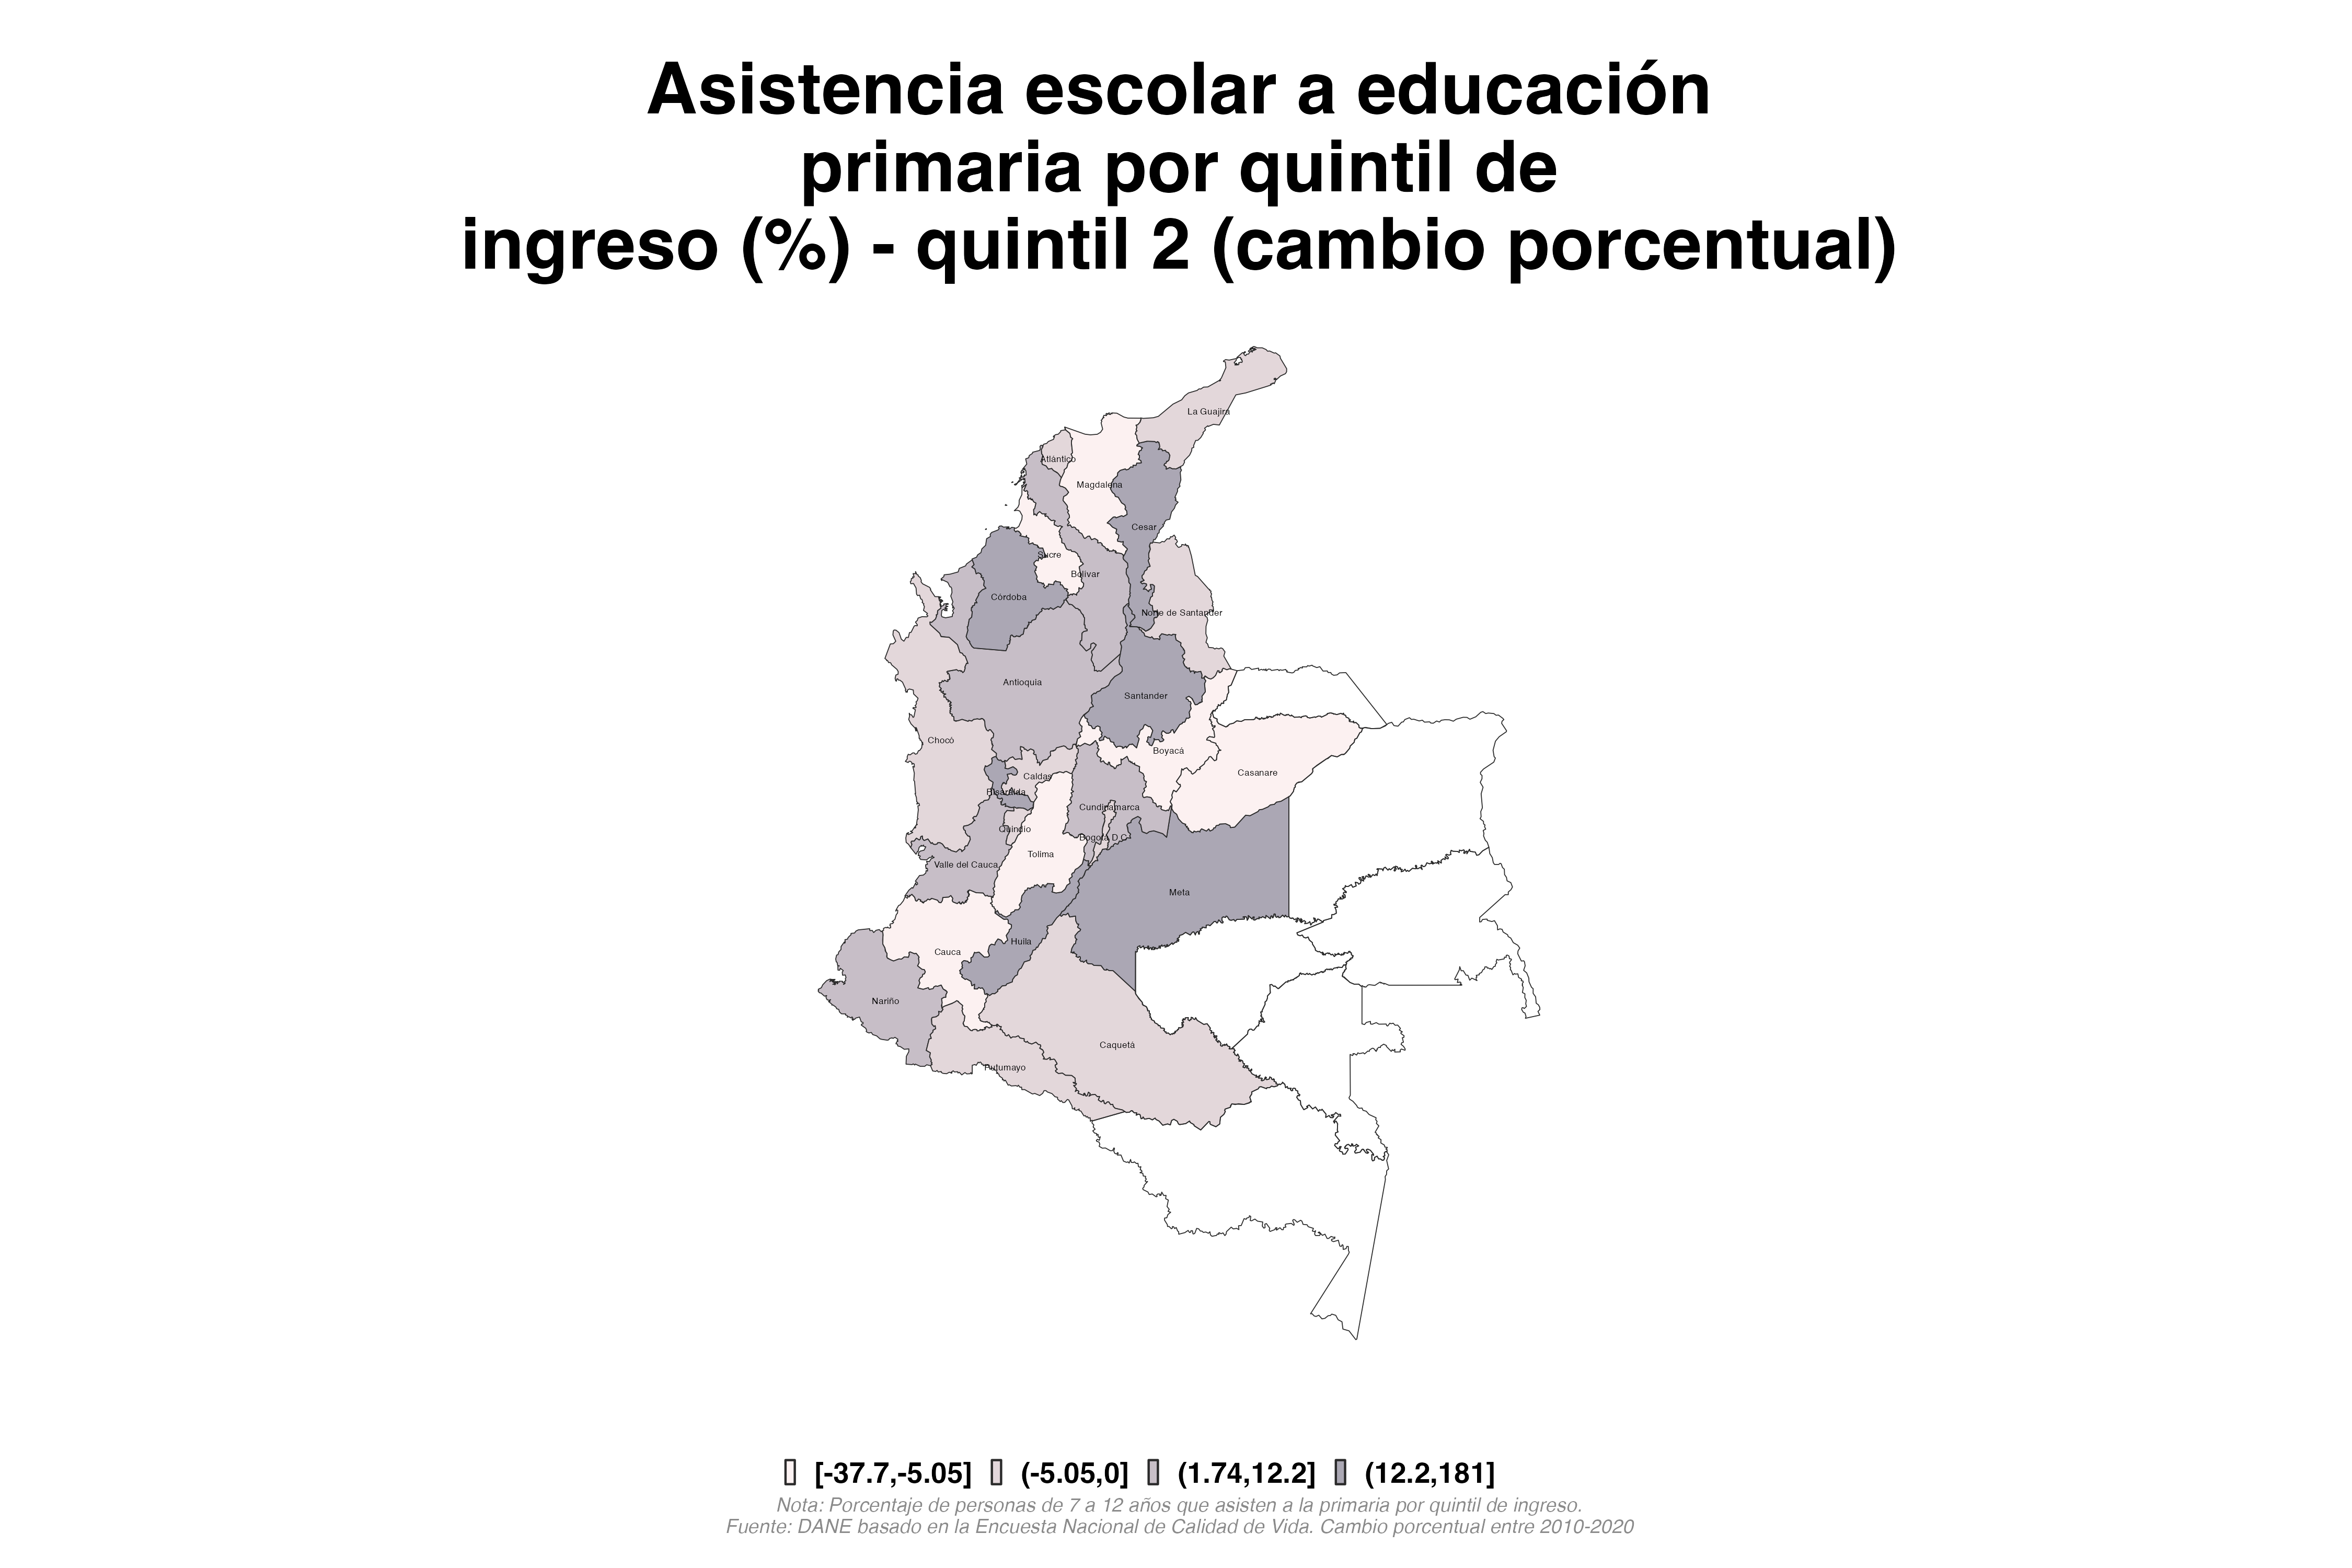 Asistencia escolar a educación
primaria por quintil de
ingreso (%) - quintil 2 (cambio porcentual)
La Guajira
Atlántico
Magdalena
Cesar
Sucre
Bolívar
Córdoba
Norte de Santander
Antioquia
Santander
Chocó
Boyacá
Casanare
Caldas
Risaralda
Cundinamarca
Quindío
Bogotá D.C.
Tolima
Valle del Cauca
Meta
Huila
Cauca
Nariño
Caquetá
Putumayo
[-37.7,-5.05] (-5.05,0] (1.74,12.2] (12.2,181]
Nota: Porcentaje de personas de 7 a 12 años que asisten a la primaria por quintil de ingreso.
Fuente: DANE basado en la Encuesta Nacional de Calidad de Vida. Cambio porcentual entre 2010-2020